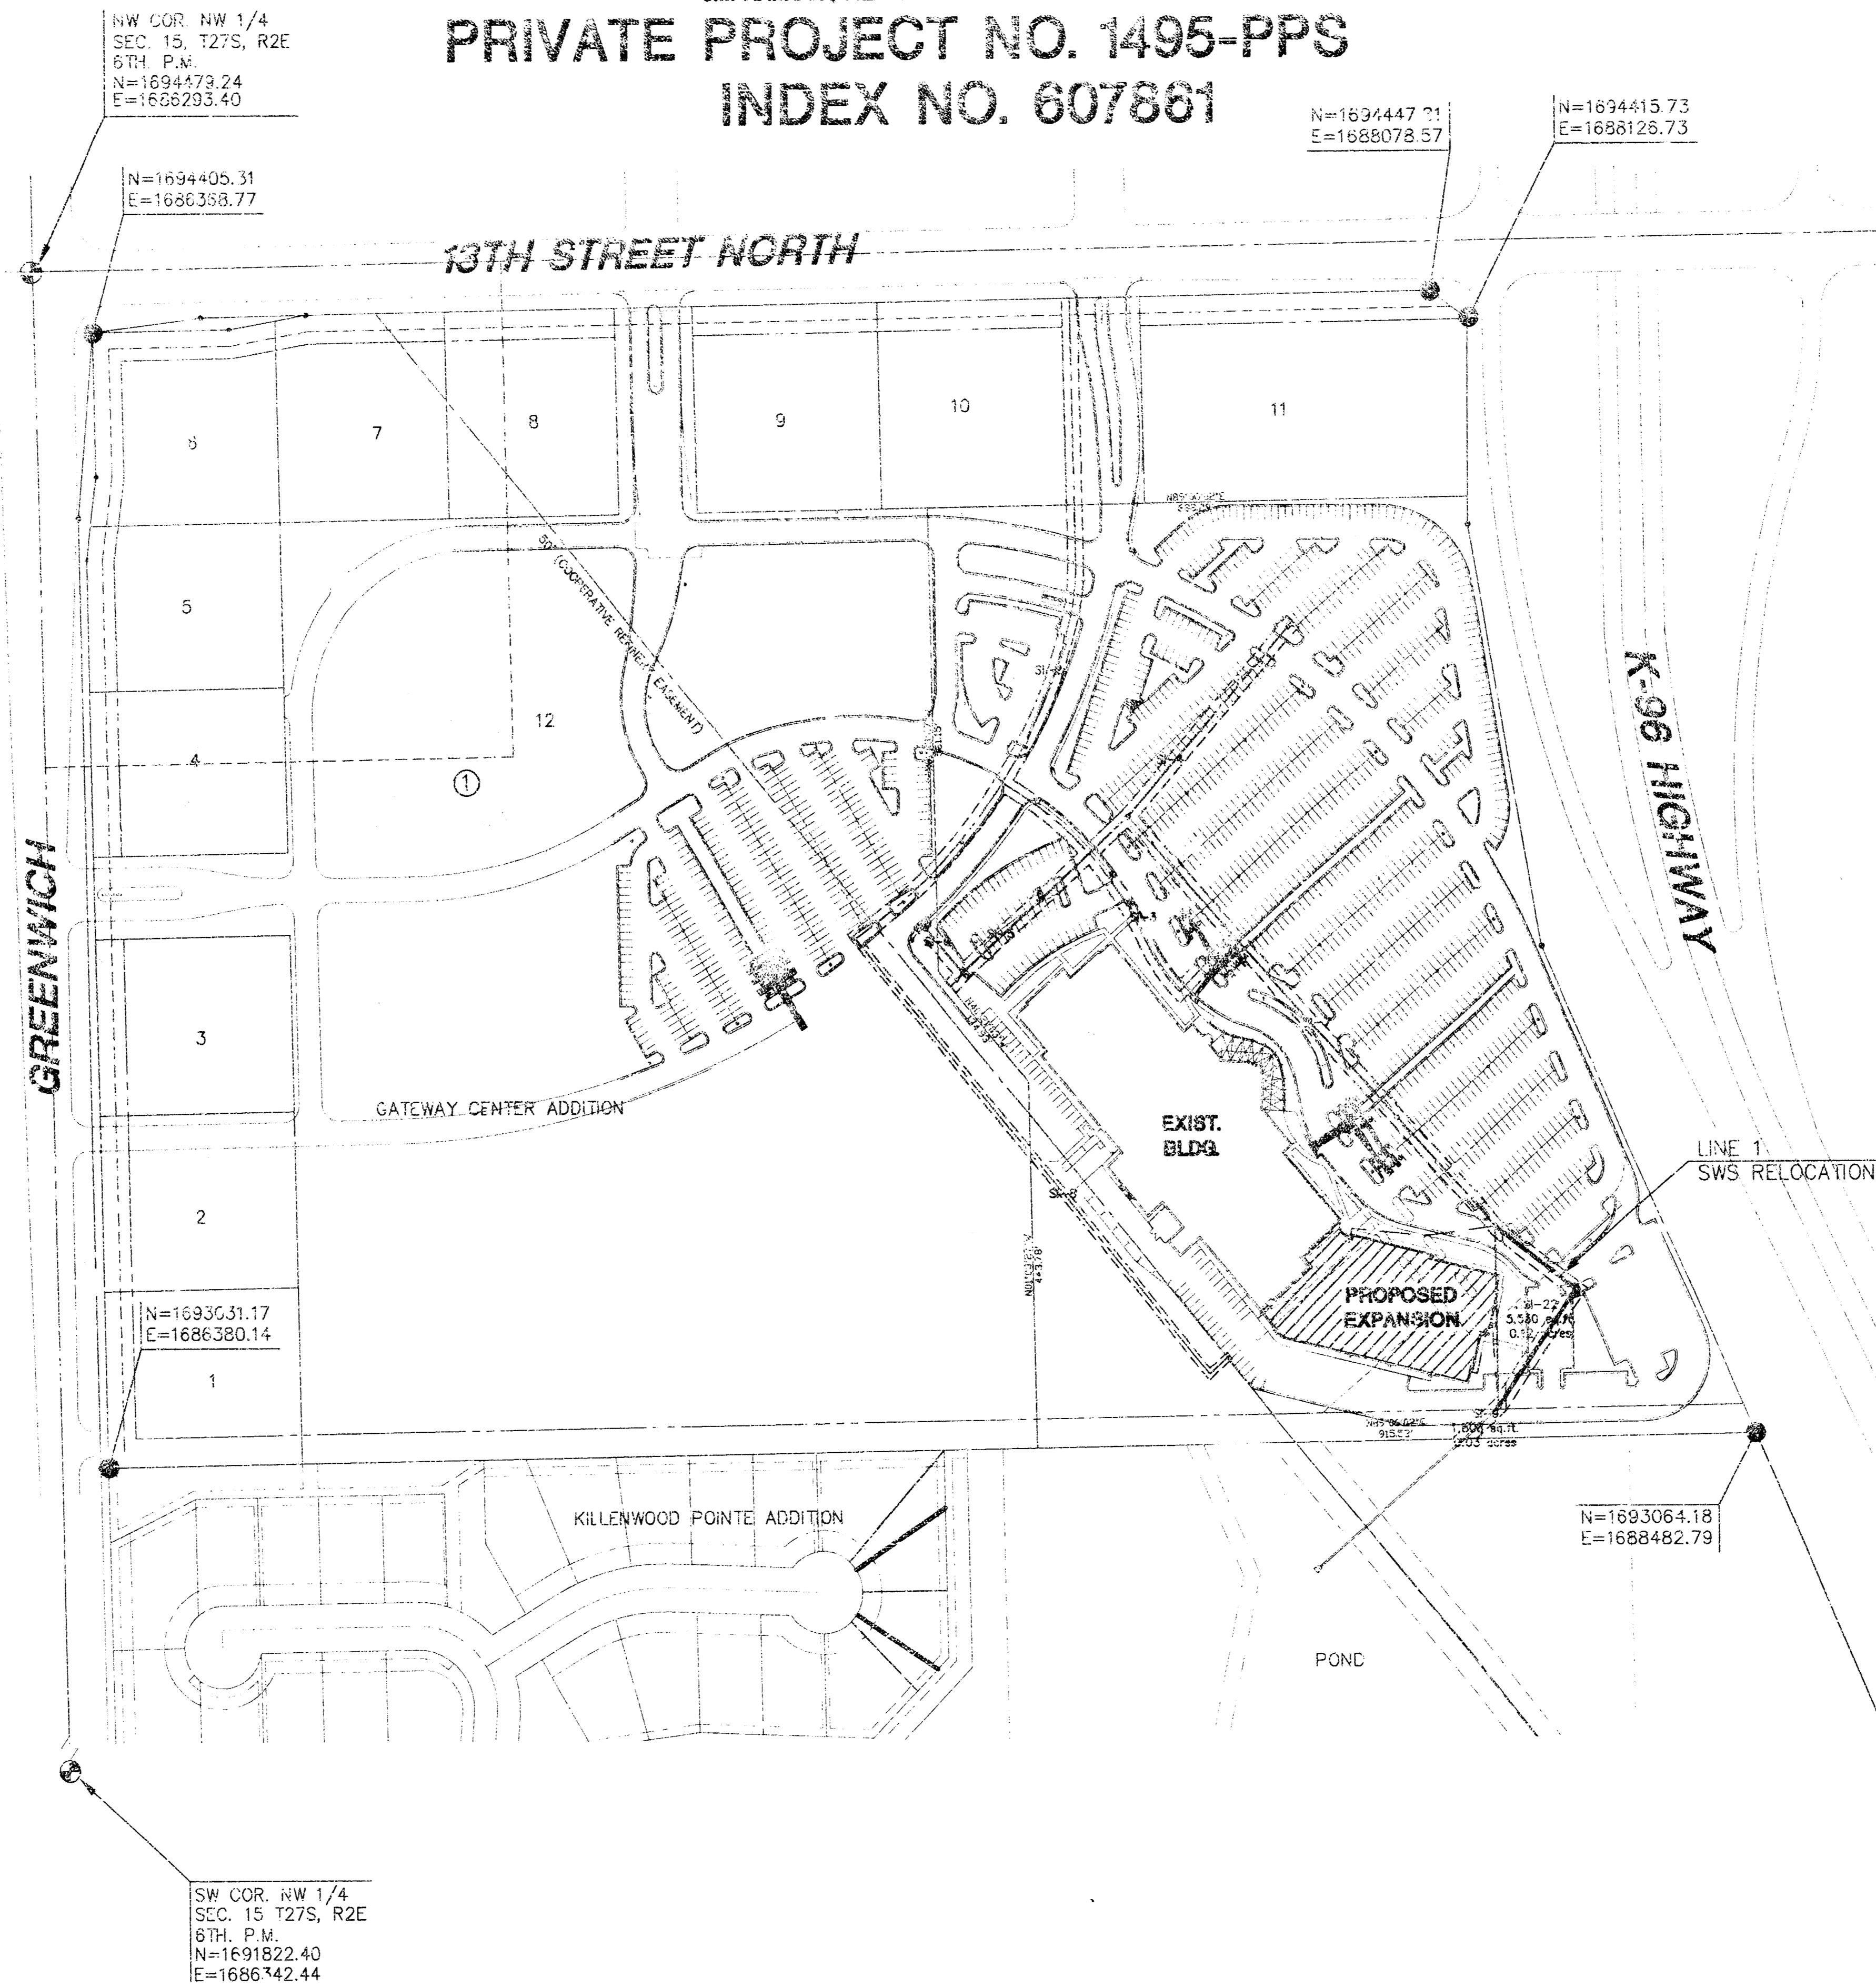 PRIVATE PROJECT NO. 1495-PPS
INDEX NO. 607861
NW COR. NW 1/4
SEC. 15, T27S, R2E
6TH. P.M.
N=1694479.24
E=1686293.40
N=1694405.31
E=1686368.77
N=1694447.21
E=1688078.57
N=1694415.73
E=1688126.73
13TH STREET NORTH
6
7
8
9
10
11
5
12
4
1
K-96 HIGHWAY
GREENWICH
3
GATEWAY CENTER ADDITION
EXIST.
BLDG.
LINE 1
SWS RELOCATION
2
PROPOSED
EXPANSION
N=1693031.17
E=1686380.14
1
915.53'
KILLENWOOD POINTE ADDITION
N=1693064.18
E=1688482.79
POND
SW COR. NW 1/4
SEC. 15 T27S, R2E
6TH. P.M.
N=1691822.40
E=1686342.44